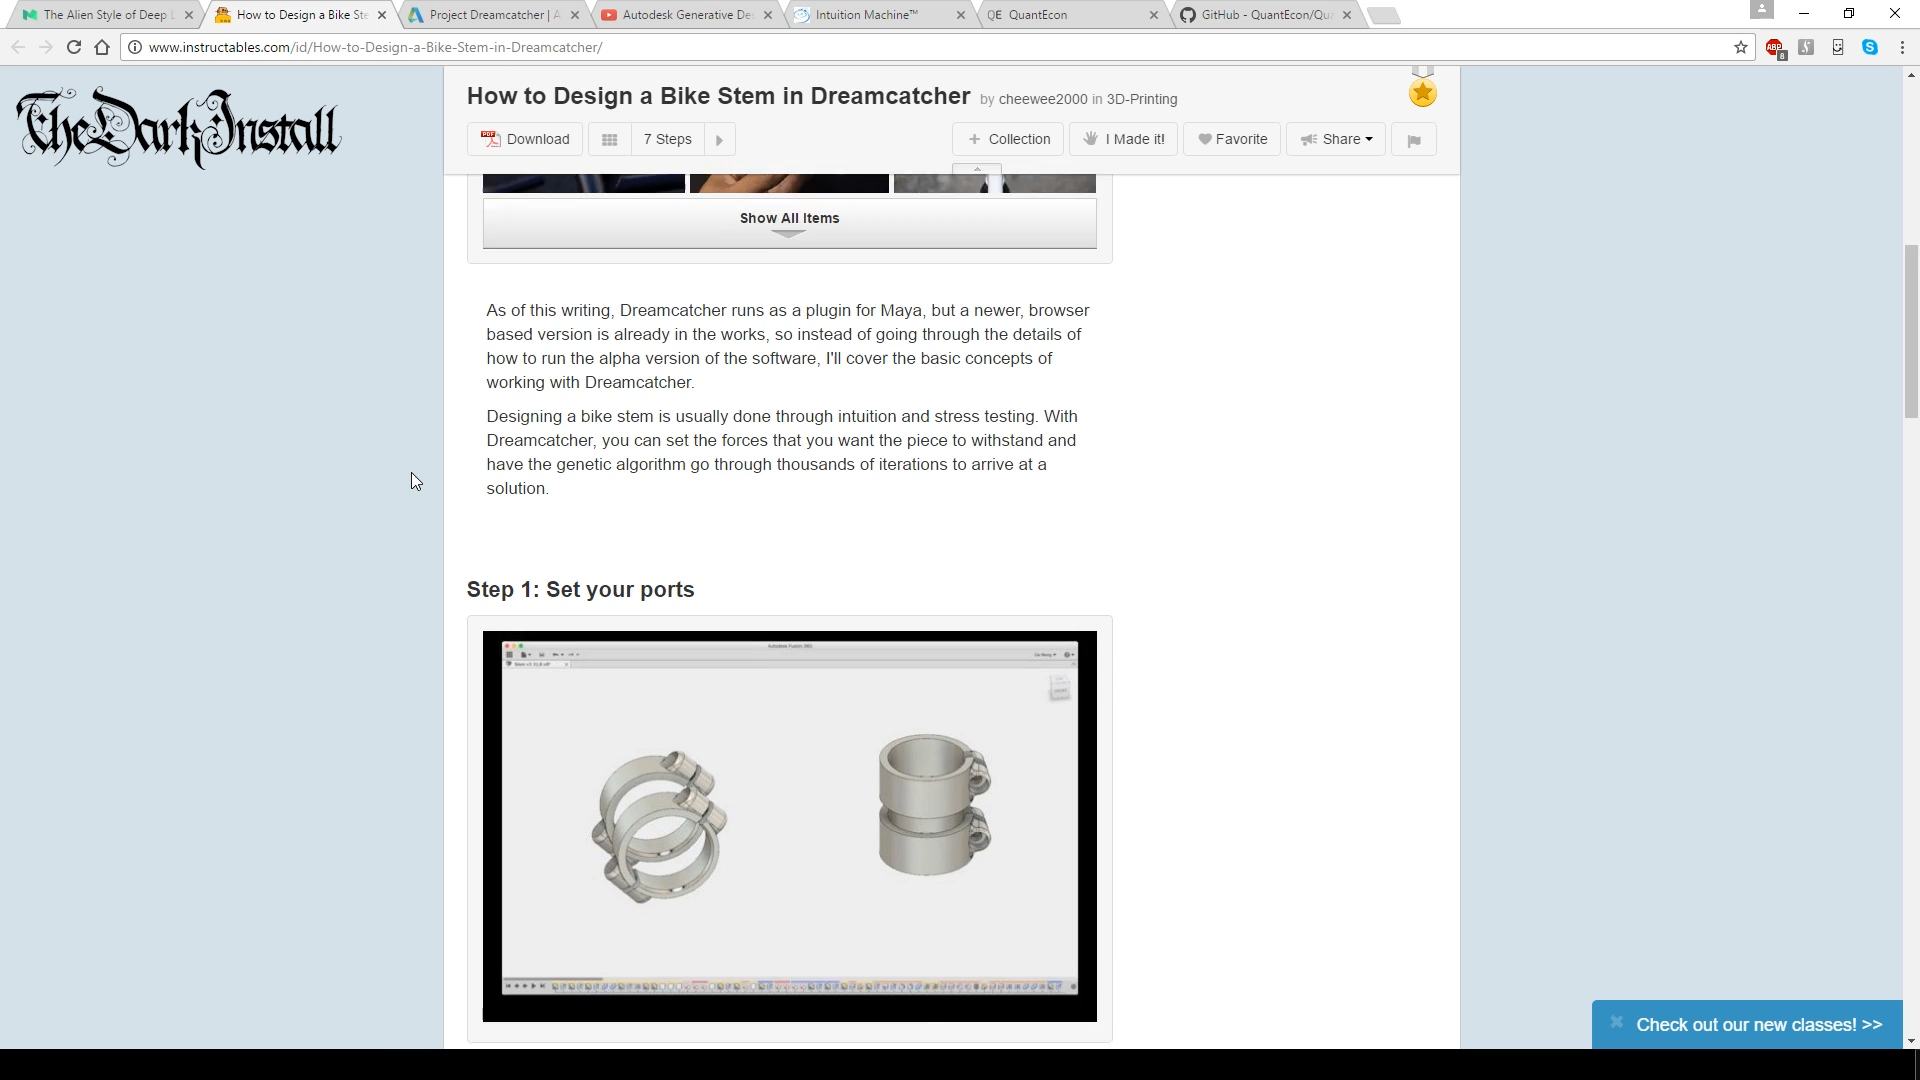 The Alien Style of Deep L
How to Design a Bike Ste
Project Dreamcatcher | A
Autodesk Generative De
Intuition Machine™
QE QuantEcon
GitHub - QuantEcon/Qu
www.instructables.com/id/How-to-Design-a-Bike-Stem-in-Dreamcatcher/
ABP
8
TheDarkInstall
How to Design a Bike Stem in Dreamcatcher by cheewee2000 in 3D-Printing
PDF
Download
7 Steps
+ Collection
I Made it!
Favorite
Share
Show All Items
As of this writing, Dreamcatcher runs as a plugin for Maya, but a newer, browser
based version is already in the works, so instead of going through the details of
how to run the alpha version of the software, I'll cover the basic concepts of
working with Dreamcatcher.
Designing a bike stem is usually done through intuition and stress testing. With
Dreamcatcher, you can set the forces that you want the piece to withstand and
have the genetic algorithm go through thousands of iterations to arrive at a
solution.
Step 1: Set your ports
Autodesk Fusion 360
Check out our new classes! >>